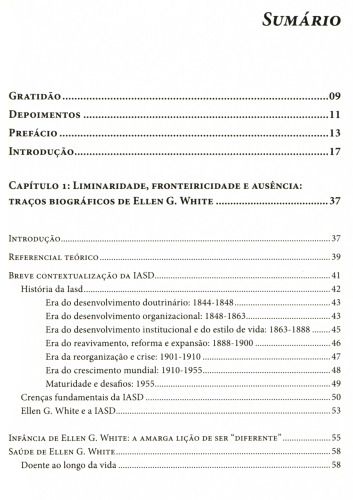 Sumário
Gratidão 09
Depoimentos 11
Prefácio 13
Introdução 17
Capítulo 1: Liminaridade, fronteiricidade e ausência:
traços biográficos de Ellen G. White 37
Introdução 37
Referencial teórico 39
Breve contextualização da IASD 41
História da Iasd 42
Era do desenvolvimento doutrinário: 1844-1848 43
Era do desenvolvimento organizacional: 1848-1863 43
Era do desenvolvimento institucional e do estilo de vida: 1863-1888 45
Era do reavivamento, reforma e expansão: 1888-1900 46
Era da reorganização e crise: 1901-1910 47
Era do crescimento mundial: 1910-1955 48
Maturidade e desafios: 1955 49
Crenças fundamentais da IASD 50
Ellen G. White e a IASD 53
Infância de Ellen G. White: a amarga lição de ser "diferente" 55
Saúde de Ellen G. White 58
Doente ao longo da vida 58